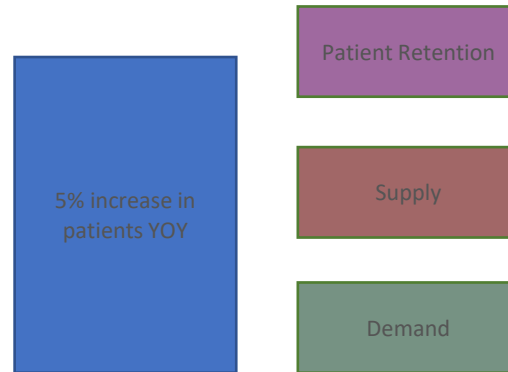 Patient Retention
5% increase in
patients YOY
Supply
Demand